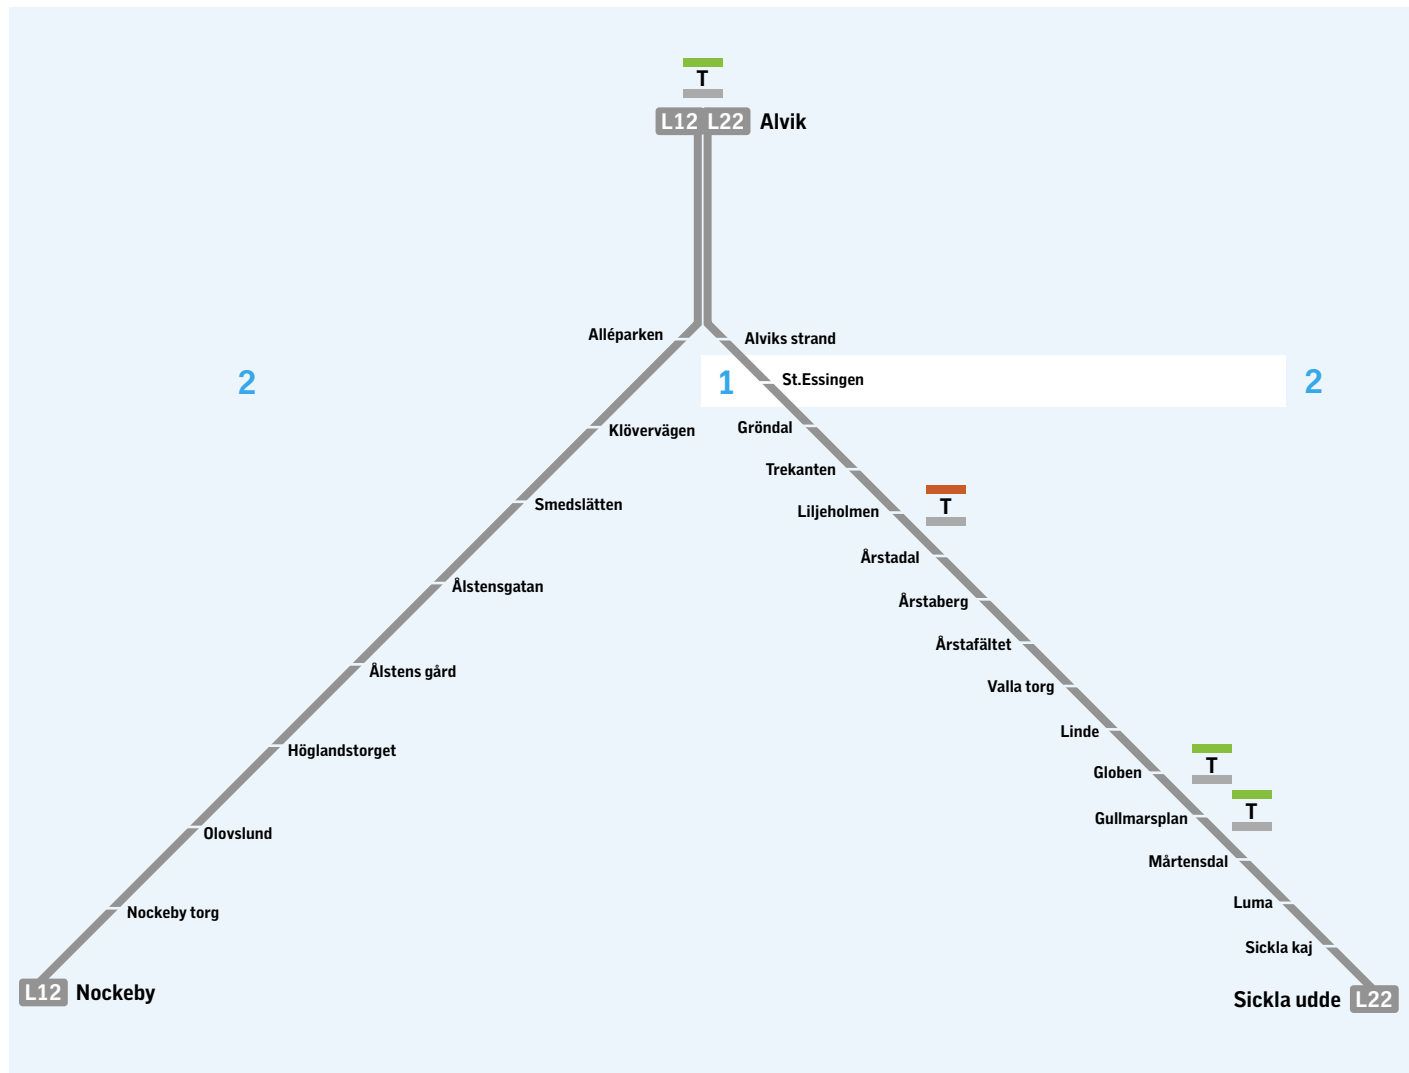 T
L12 L22 Alvik
Alléparken
Alviks strand
2
1
St.Essingen
2
Klövervägen
Gröndal
Trekanten
Smedslätten
Liljeholmen
T
Årstadal
Ålstensgatan
Årstaberg
Årstafältet
Ålstens gård
Valla torg
Linde
Höglandstorget
Globen
T
Gullmarsplan
T
Olovslund
Mårtensdal
Luma
Nockeby torg
Sickla kaj
L12 Nockeby
Sickla udde L22